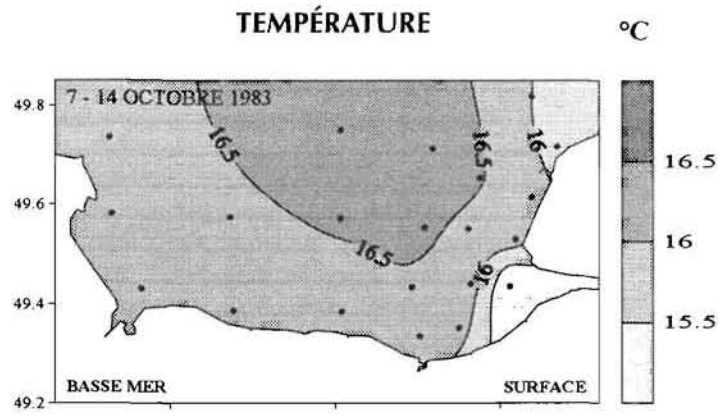 TEMPÉRATURE
°C
7 - 14 OCTOBRE 1983
49.8
49.6
49.4
49.2
16.5
16.5
16.5
16
16
BASSE MER
SURFACE
16.5
16
15.5